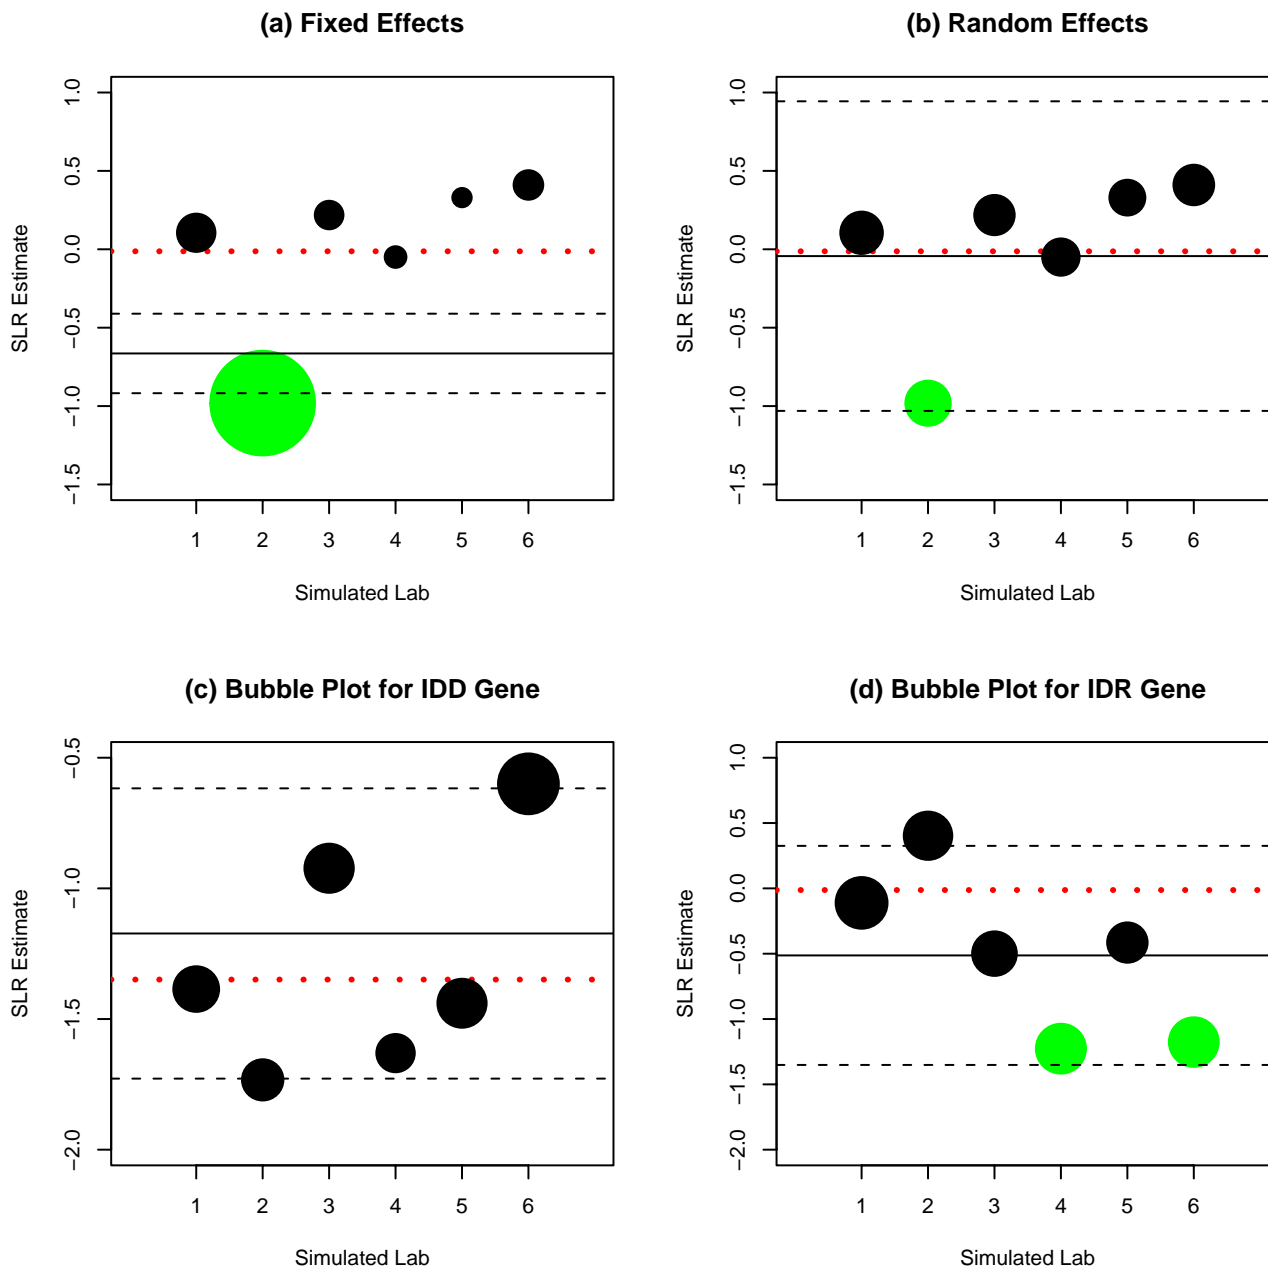 (a) Fixed Effects
SLR Estimate
1.0
0.5
0.0
−0.5
−1.0
−1.5
1 2 3 4 5 6
Simulated Lab
(b) Random Effects
SLR Estimate
1.0
0.5
0.0
−0.5
−1.0
−1.5
1 2 3 4 5 6
Simulated Lab
(c) Bubble Plot for IDD Gene
SLR Estimate
−0.5
−1.0
−1.5
−2.0
1 2 3 4 5 6
Simulated Lab
(d) Bubble Plot for IDR Gene
SLR Estimate
1.0
0.5
0.0
−0.5
−1.0
−1.5
−2.0
1 2 3 4 5 6
Simulated Lab